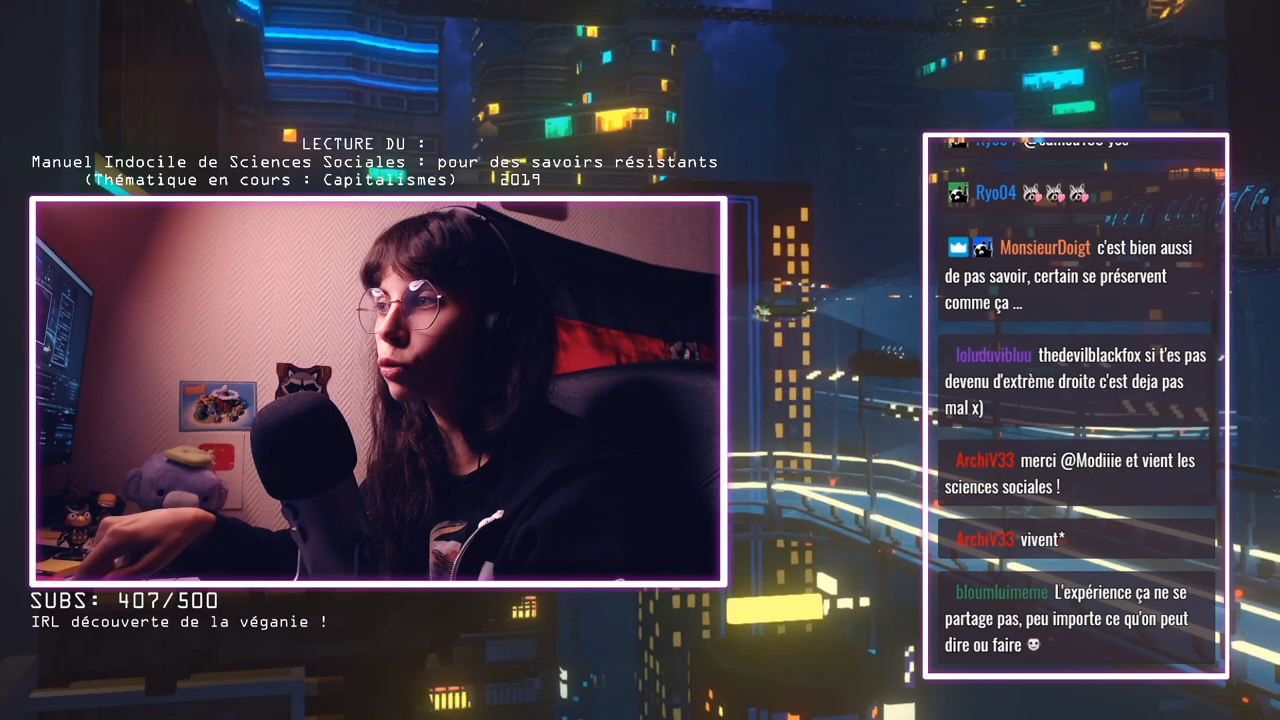 LECTURE DU :
Manuel Indocile de Sciences Sociales : pour des savoirs résistants
(Thématique en cours : Capitalismes) 2019
Ryo04
MonsieurDoigt c'est bien aussi
de pas savoir, certain se préservent
comme ça ...
loluduvibluu thedevilblackfox si t'es pas
devenu d'extrème droite c'est deja pas
mal x)
ArchiV33 merci @Modiiie et vient les
sciences sociales !
ArchiV33 vivent*
bloumluimeme L'expérience ça ne se
partage pas, peu importe ce qu'on peut
dire ou faire
SUBS: 407/500
IRL découverte de la véganie !